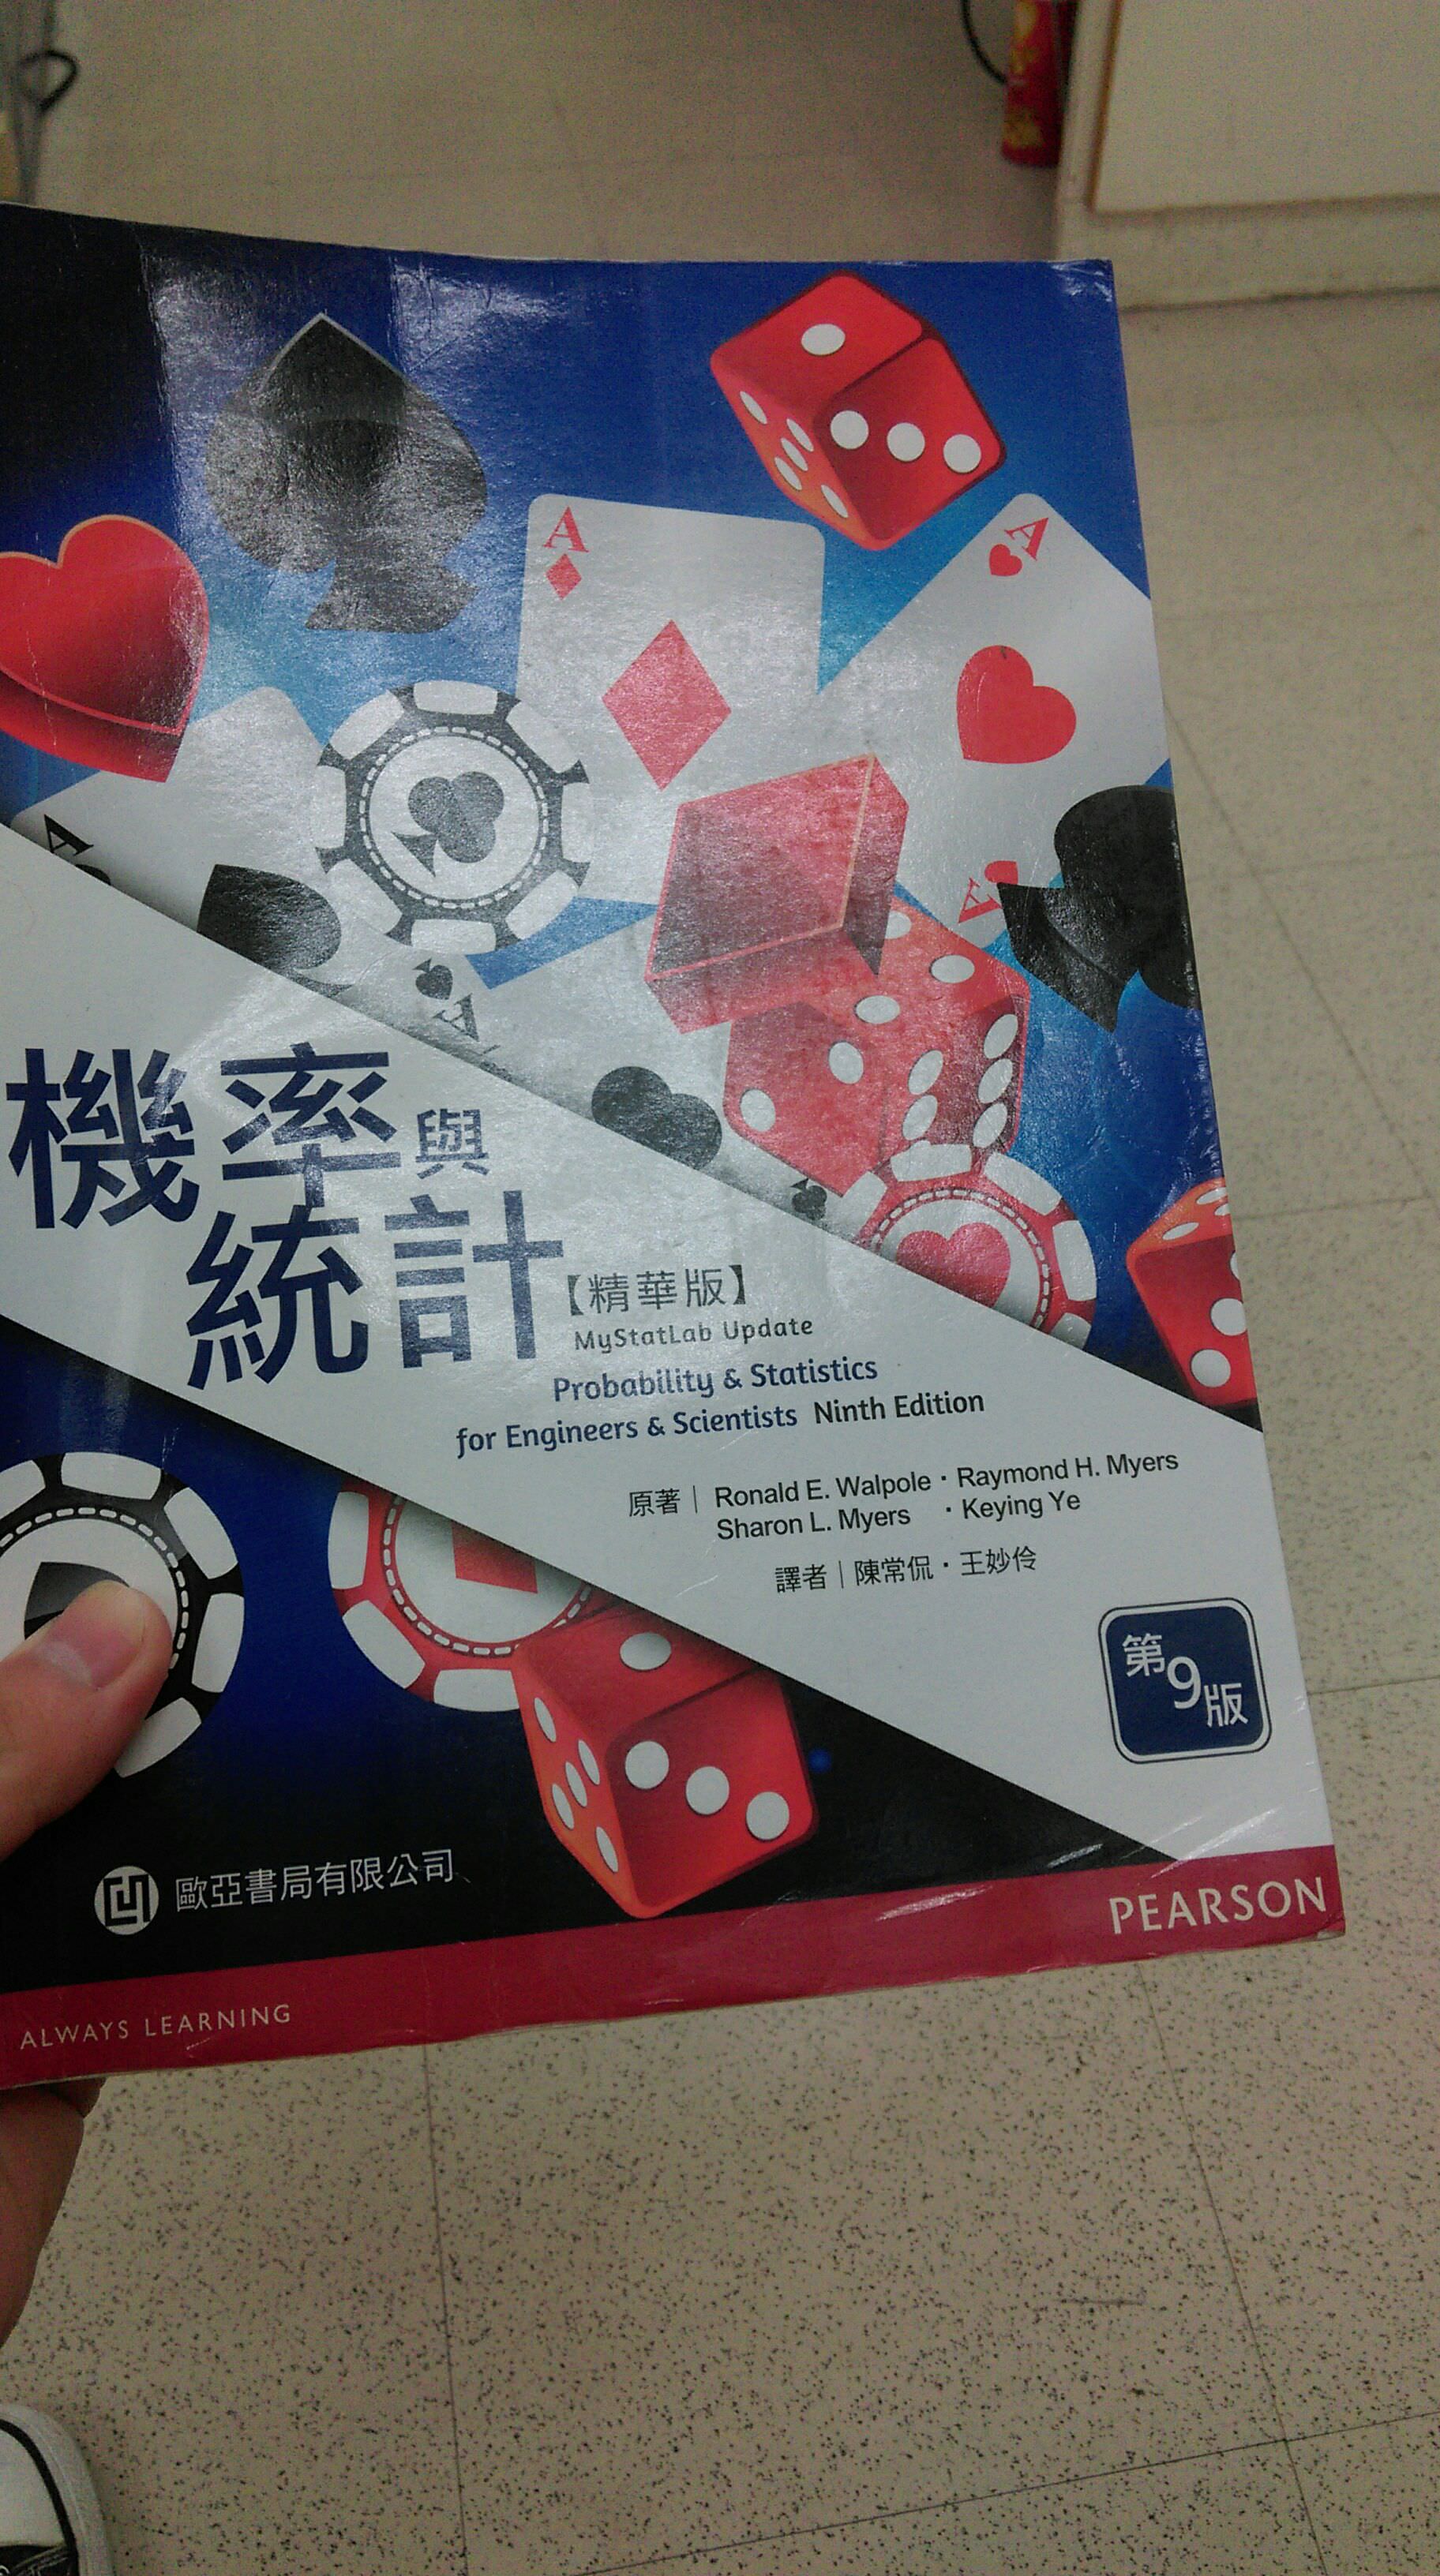 A
A
A
A
A
機率與
統計【精華版】
MyStatLab Update
Probability & Statistics
for Engineers & Scientists Ninth Edition
原著｜Ronald E. Walpole・Raymond H. Myers
Sharon L. Myers ・Keying Ye
譯者｜陳常侃・王妙伶
第9版
歐亞書局有限公司
PEARSON
ALWAYS LEARNING